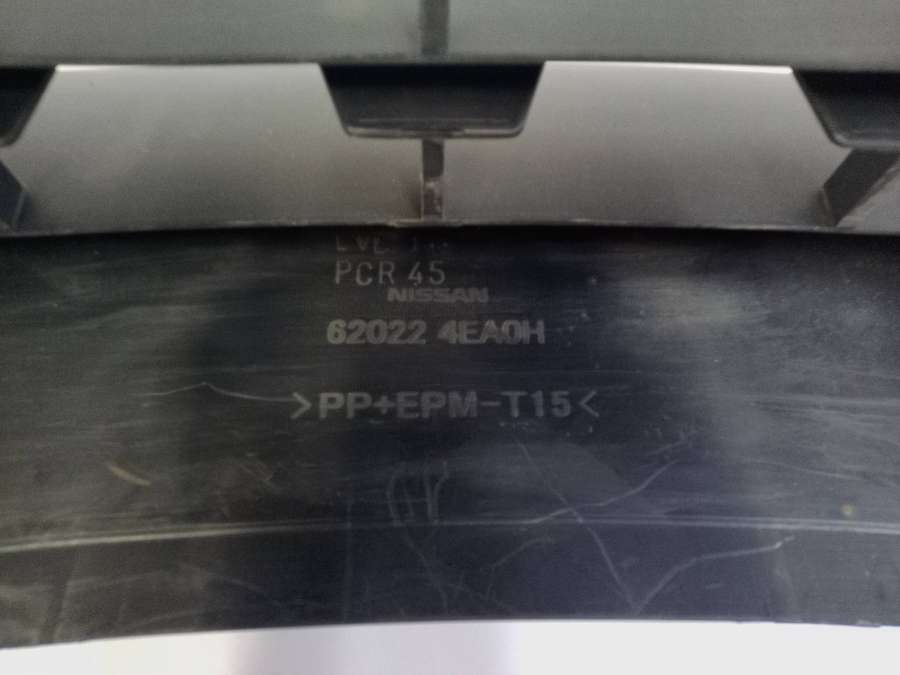 PCR 45
NISSAN
62022 4EA0H
>PP+EPM-T15<